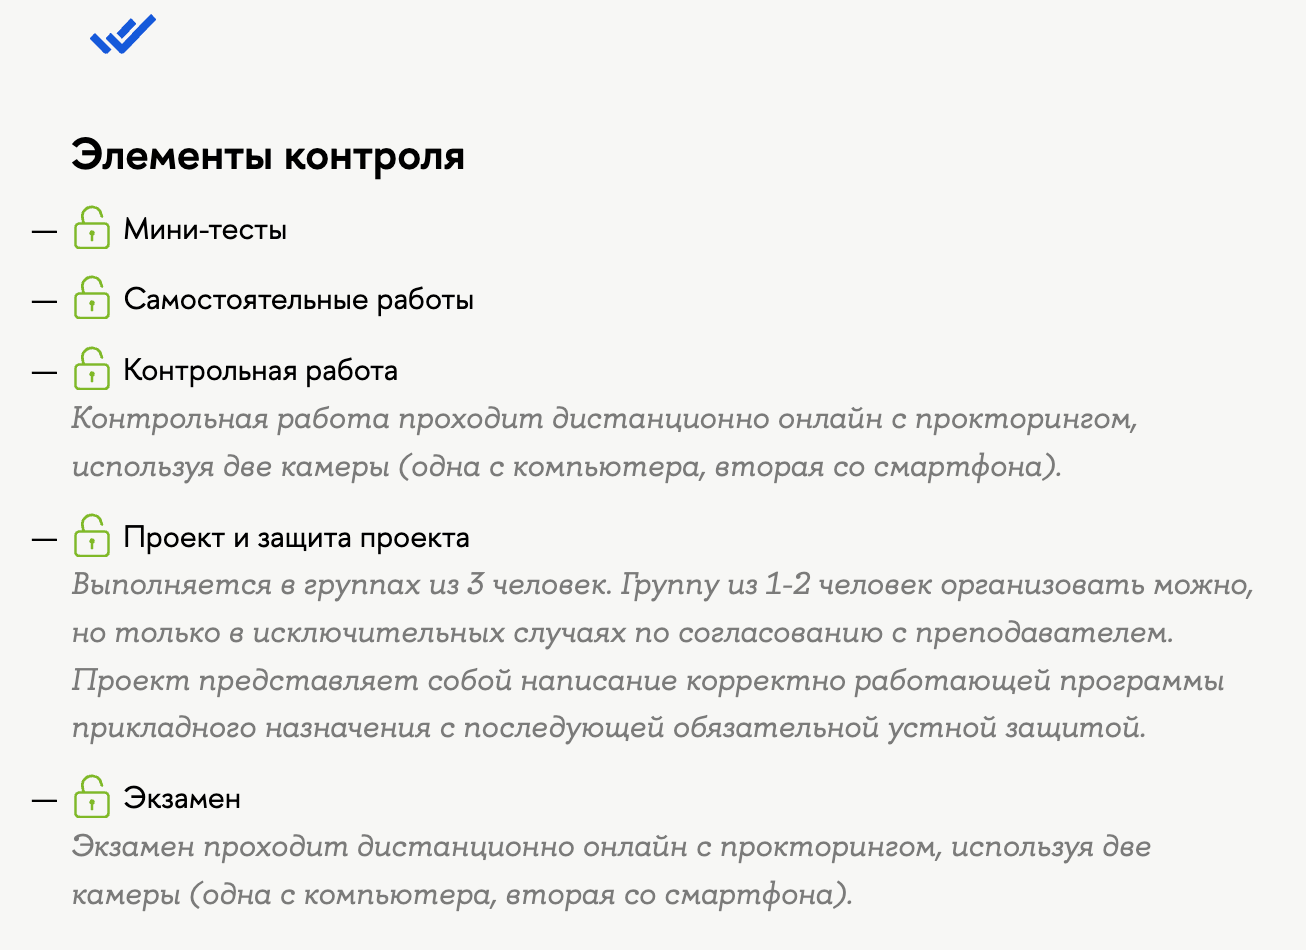 Элементы контроля
— Мини-тесты
— Самостоятельные работы
— Контрольная работа
Контрольная работа проходит дистанционно онлайн с прокторингом,
используя две камеры (одна с компьютера, вторая со смартфона).
— Проект и защита проекта
Выполняется в группах из 3 человек. Группу из 1-2 человек организовать можно,
но только в исключительных случаях по согласованию с преподавателем.
Проект представляет собой написание корректно работающей программы
прикладного назначения с последующей обязательной устной защитой.
— Экзамен
Экзамен проходит дистанционно онлайн с прокторингом, используя две
камеры (одна с компьютера, вторая со смартфона).